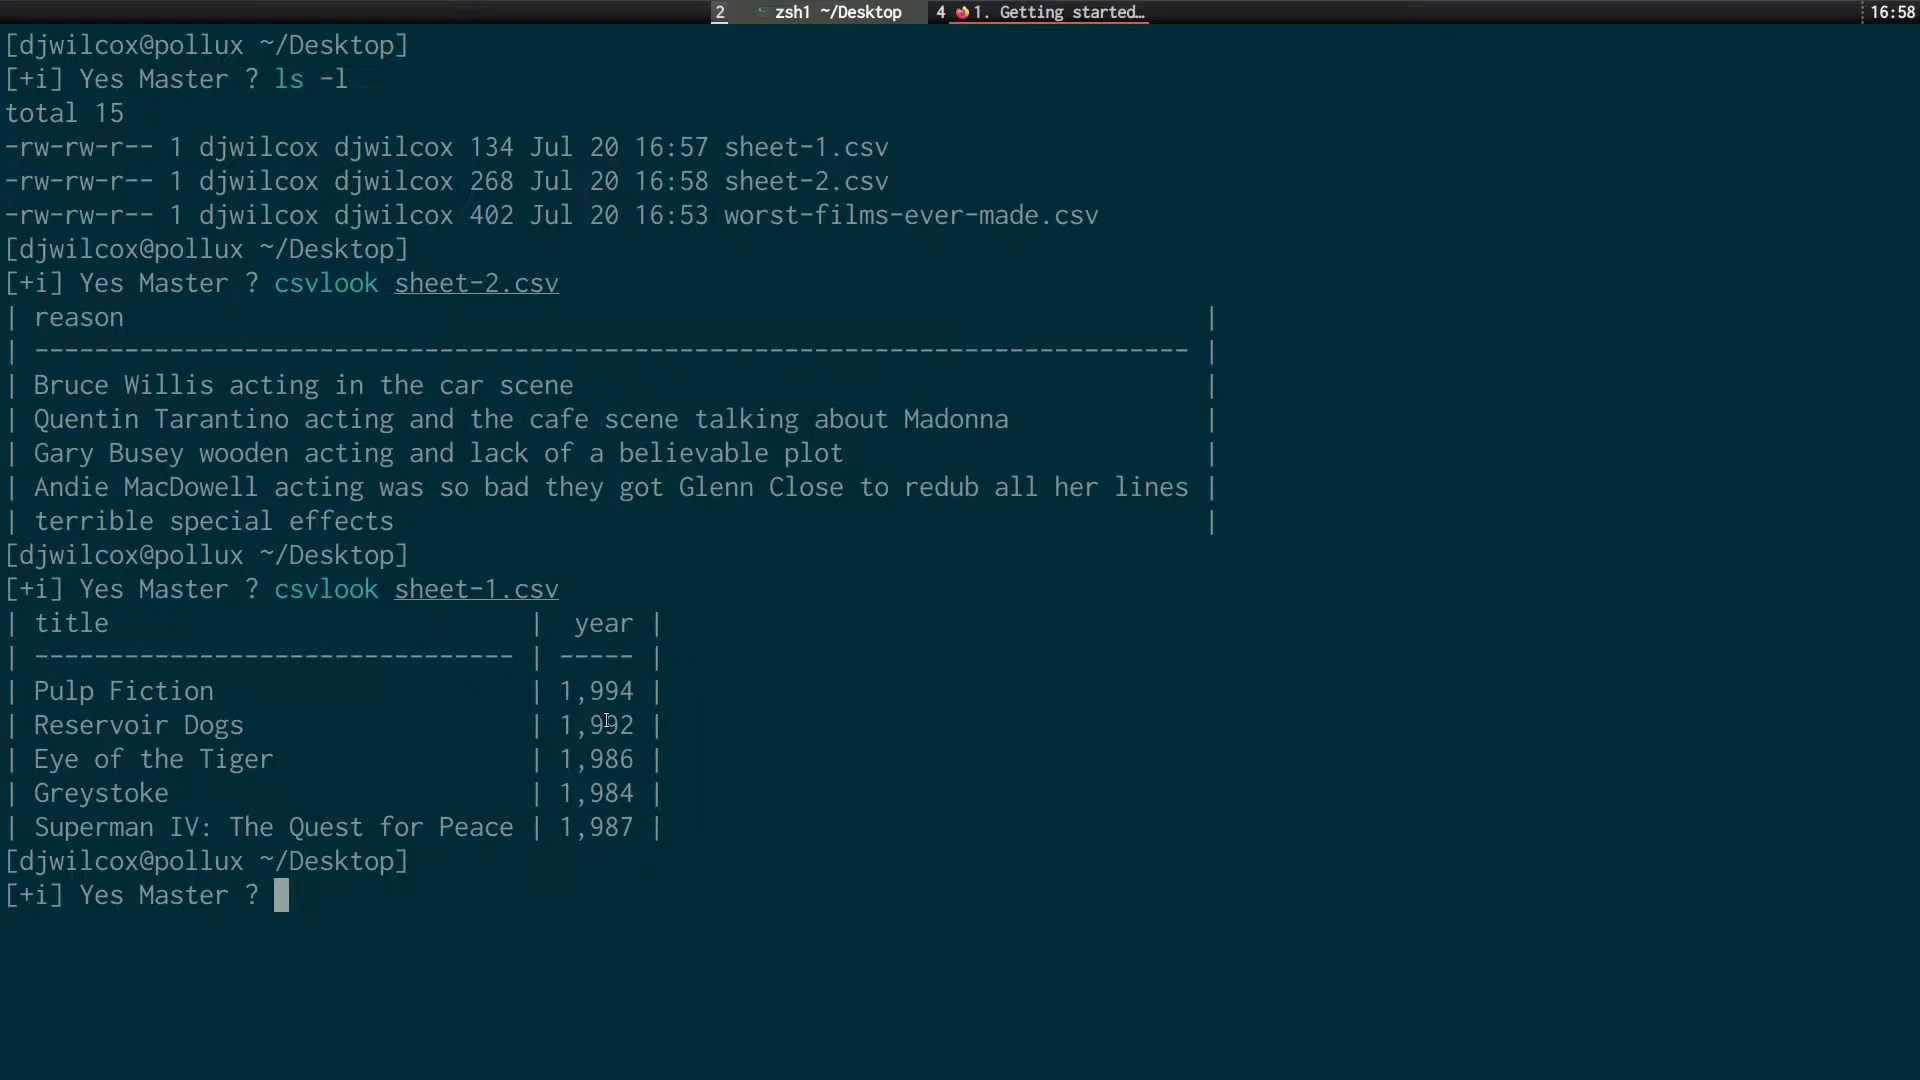 2 zsh1 ~/Desktop 4 1. Getting started… 16:58
[djwilcox@pollux ~/Desktop]
[+i] Yes Master ? ls -l
total 15
-rw-rw-r-- 1 djwilcox djwilcox 134 Jul 20 16:57 sheet-1.csv
-rw-rw-r-- 1 djwilcox djwilcox 268 Jul 20 16:58 sheet-2.csv
-rw-rw-r-- 1 djwilcox djwilcox 402 Jul 20 16:53 worst-films-ever-made.csv
[djwilcox@pollux ~/Desktop]
[+i] Yes Master ? csvlook sheet-2.csv
| reason                                                                        |
| ----------------------------------------------------------------------------- |
| Bruce Willis acting in the car scene                                          |
| Quentin Tarantino acting and the cafe scene talking about Madonna             |
| Gary Busey wooden acting and lack of a believable plot                        |
| Andie MacDowell acting was so bad they got Glenn Close to redub all her lines |
| terrible special effects                                                      |
[djwilcox@pollux ~/Desktop]
[+i] Yes Master ? csvlook sheet-1.csv
| title                            |  year |
| -------------------------------- | ----- |
| Pulp Fiction                     | 1,994 |
| Reservoir Dogs                   | 1,992 |
| Eye of the Tiger                 | 1,986 |
| Greystoke                        | 1,984 |
| Superman IV: The Quest for Peace | 1,987 |
[djwilcox@pollux ~/Desktop]
[+i] Yes Master ?